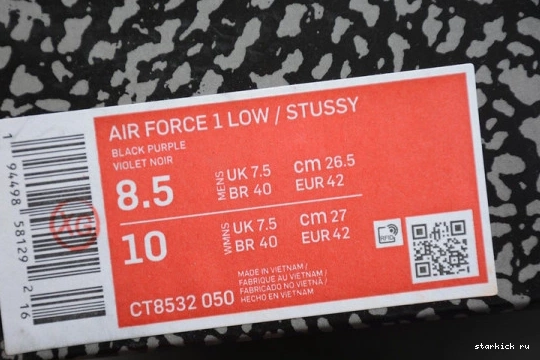 AIR FORCE 1 LOW / STUSSY
BLACK PURPLE
VIOLET NOIR
8.5 MENS UK 7.5 cm 26.5
BR 40 EUR 42
10 WMNS UK 7.5 cm 27
BR 40 EUR 42
RFID
MADE IN VIETNAM /
FABRIQUE AU VIETNAM /
FABRICADO NO VIETNÃ /
HECHO EN VIETNAM
CT8532 050
1 94498 58129 2 16
XG
starkick ru